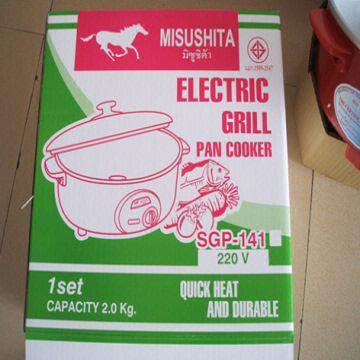 MISUSHITA
มิซูชิต้า
ELECTRIC
GRILL
PAN COOKER
SGP-141
220 V
1set
CAPACITY 2.0 Kg.
QUICK HEAT
AND DURABLE